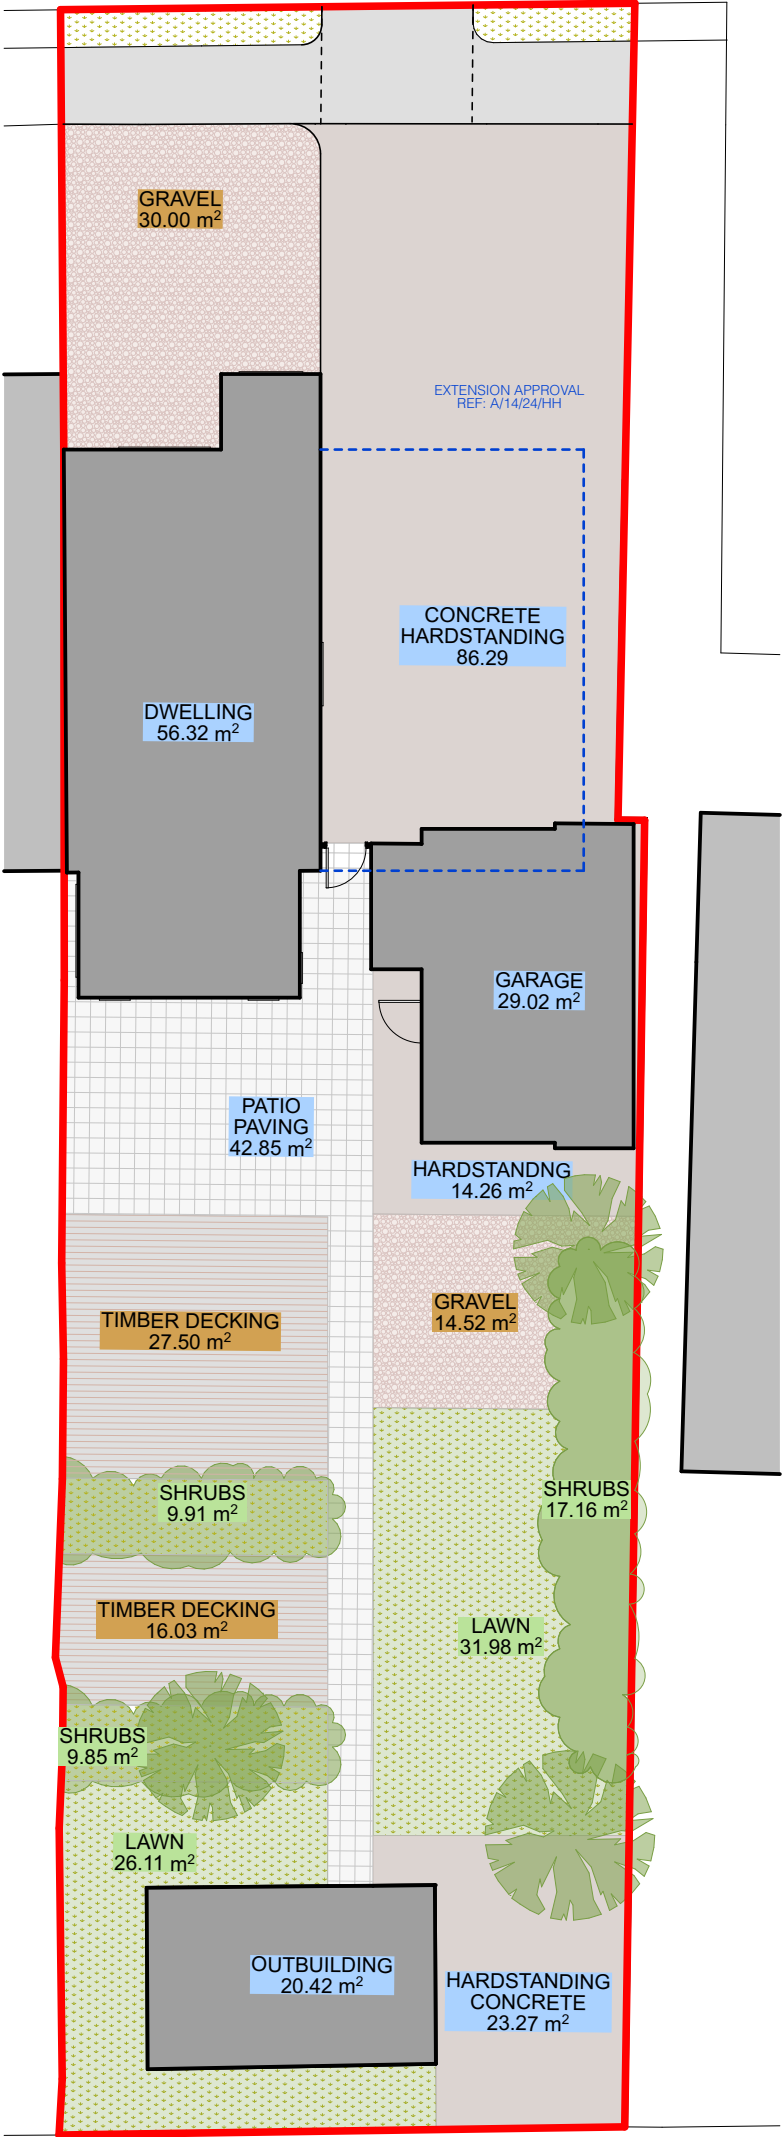 GRAVEL
30.00 m²
EXTENSION APPROVAL
REF: A/14/24/HH
CONCRETE
HARDSTANDING
86.29
DWELLING
56.32 m²
GARAGE
29.02 m²
PATIO
PAVING
42.85 m²
HARDSTANDNG
14.26 m²
GRAVEL
14.52 m²
TIMBER DECKING
27.50 m²
SHRUBS
9.91 m²
SHRUBS
17.16 m²
TIMBER DECKING
16.03 m²
LAWN
31.98 m²
SHRUBS
9.85 m²
LAWN
26.11 m²
OUTBUILDING
20.42 m²
HARDSTANDING
CONCRETE
23.27 m²